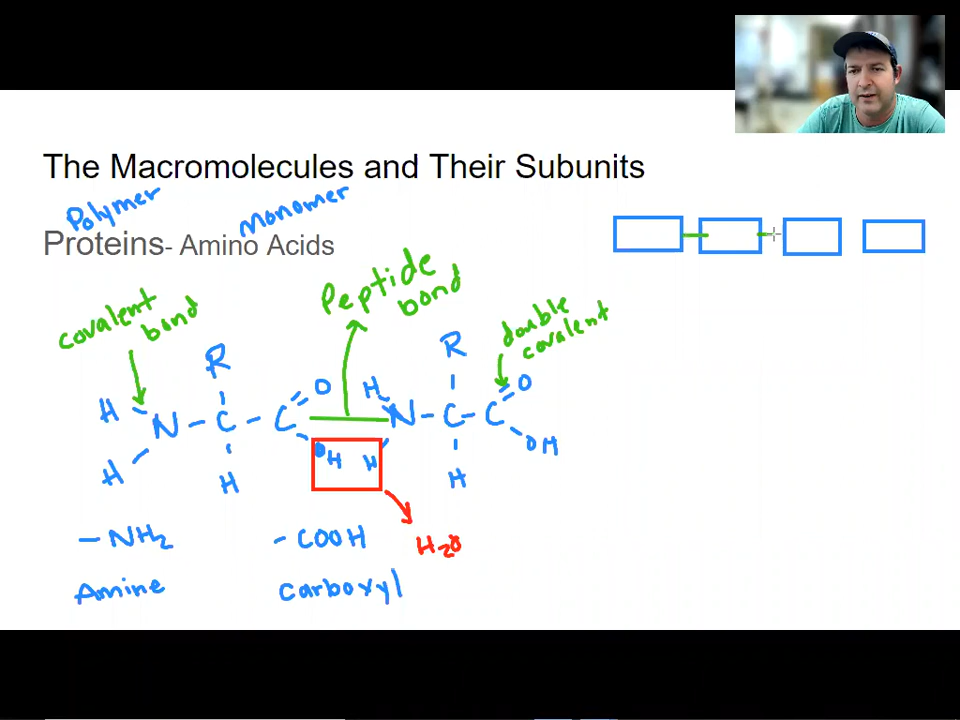 The Macromolecules and Their Subunits
Polymer
Monomer
Proteins- Amino Acids
covalent
bond
Peptide
bond
double
covalent
R
R
H
N
C
C
O
H
N
C
C
O
H
H
OH
H
H
OH
-NH2
-COOH
H2O
Amine
Carboxyl